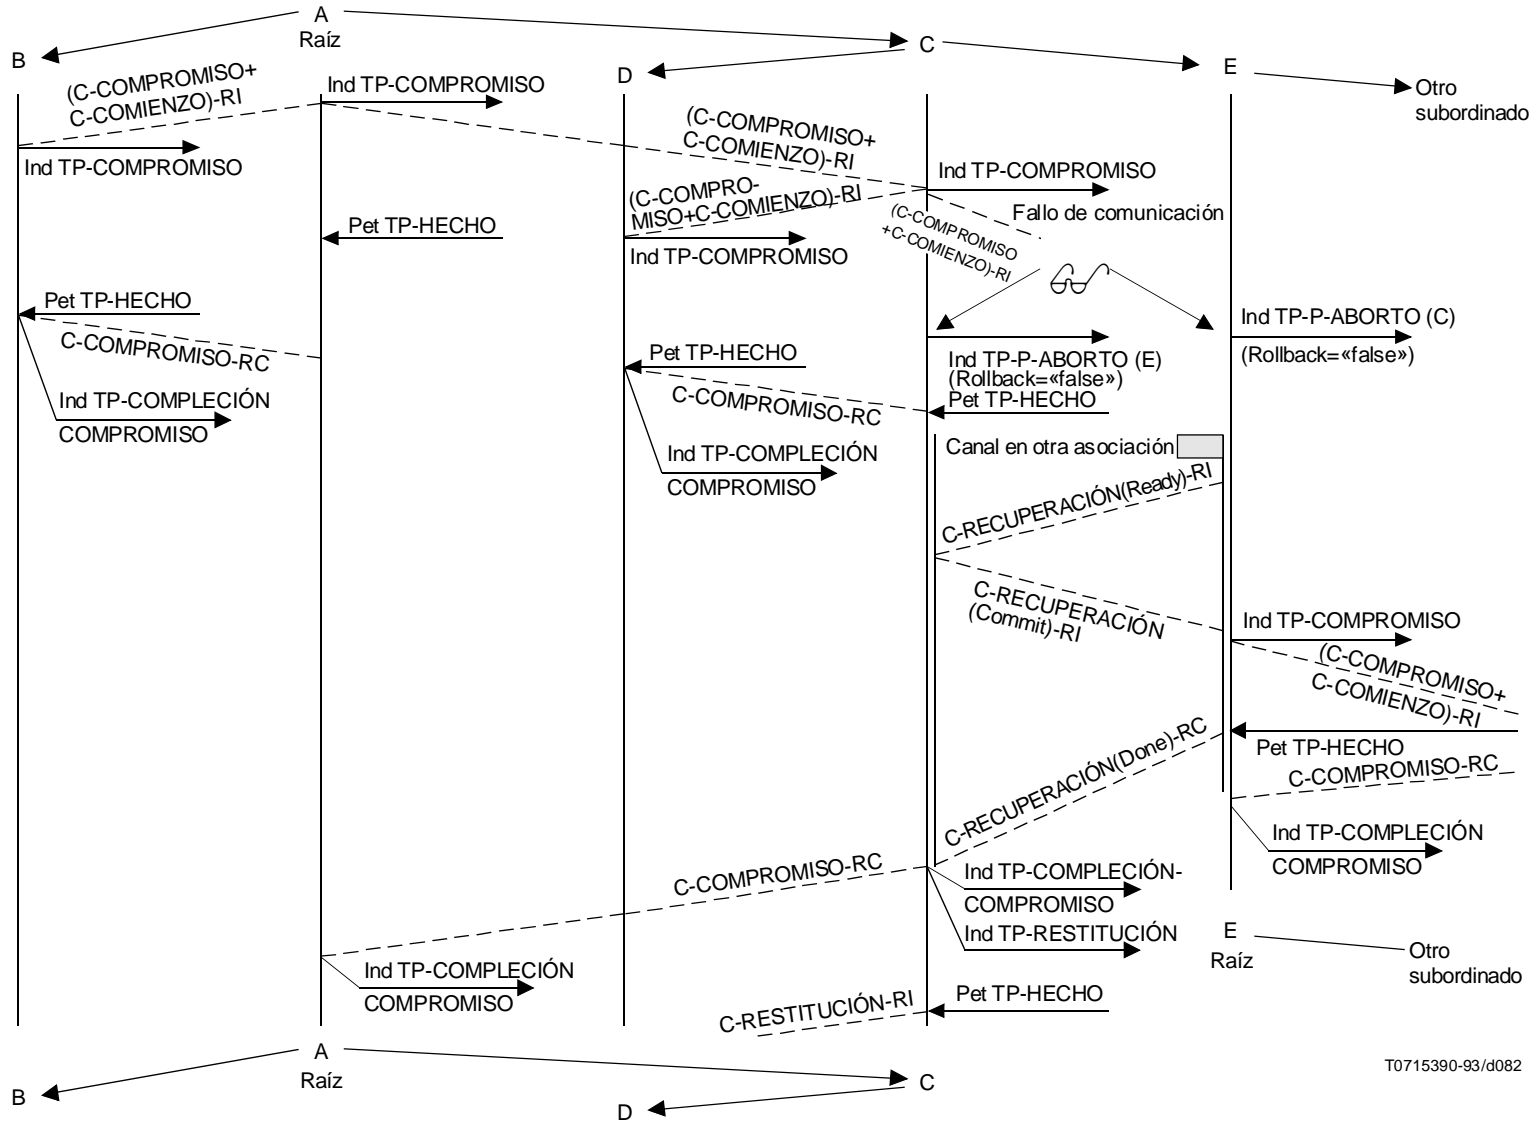 A
Raíz
B
C
D
E
Otro
subordinado
(C-COMPROMISO+
C-COMIENZO)-RI
Ind TP-COMPROMISO
(C-COMPROMISO+
C-COMIENZO)-RI
Ind TP-COMPROMISO
Ind TP-COMPROMISO
(C-COMPRO-
MISO+C-COMIENZO)-RI
(C-COMPROMISO
+C-COMIENZO)-RI
Fallo de comunicación
Pet TP-HECHO
Ind TP-COMPROMISO
Pet TP-HECHO
C-COMPROMISO-RC
Ind TP-P-ABORTO (C)
(Rollback=«false»)
Pet TP-HECHO
Ind TP-P-ABORTO (E)
(Rollback=«false»)
C-COMPROMISO-RC
Pet TP-HECHO
Ind TP-COMPLECIÓN
COMPROMISO
Ind TP-COMPLECIÓN
COMPROMISO
Canal en otra asociación
C-RECUPERACIÓN(Ready)-RI
C-RECUPERACIÓN
(Commit)-RI
Ind TP-COMPROMISO
(C-COMPROMISO+
C-COMIENZO)-RI
Pet TP-HECHO
C-COMPROMISO-RC
C-RECUPERACIÓN(Done)-RC
Ind TP-COMPLECIÓN
COMPROMISO
C-COMPROMISO-RC
Ind TP-COMPLECIÓN-
COMPROMISO
Ind TP-RESTITUCIÓN
E
Raíz
Otro
subordinado
Ind TP-COMPLECIÓN
COMPROMISO
C-RESTITUCIÓN-RI
Pet TP-HECHO
A
Raíz
B
C
D
T0715390-93/d082